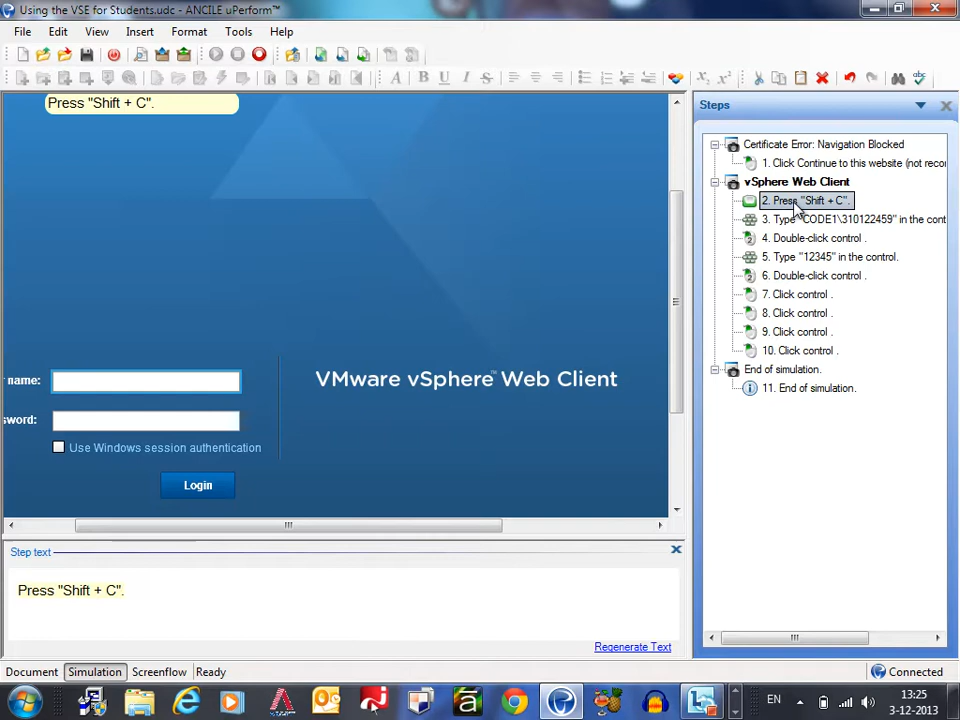 Using the VSE for Students.udc - ANCILE uPerform™
File Edit View Insert Format Tools Help
Press "Shift + C".
name:
sword:
Use Windows session authentication
Login
VMware vSphere™ Web Client
Steps
Certificate Error: Navigation Blocked
1. Click Continue to this website (not recor
vSphere Web Client
2. Press "Shift + C".
3. Type "CODE1\310122459" in the cont
4. Double-click control .
5. Type "12345" in the control.
6. Double-click control .
7. Click control .
8. Click control .
9. Click control .
10. Click control .
End of simulation.
11. End of simulation.
Step text
Press "Shift + C".
Regenerate Text
Document Simulation Screenflow Ready
Connected
EN
13:25
3-12-2013